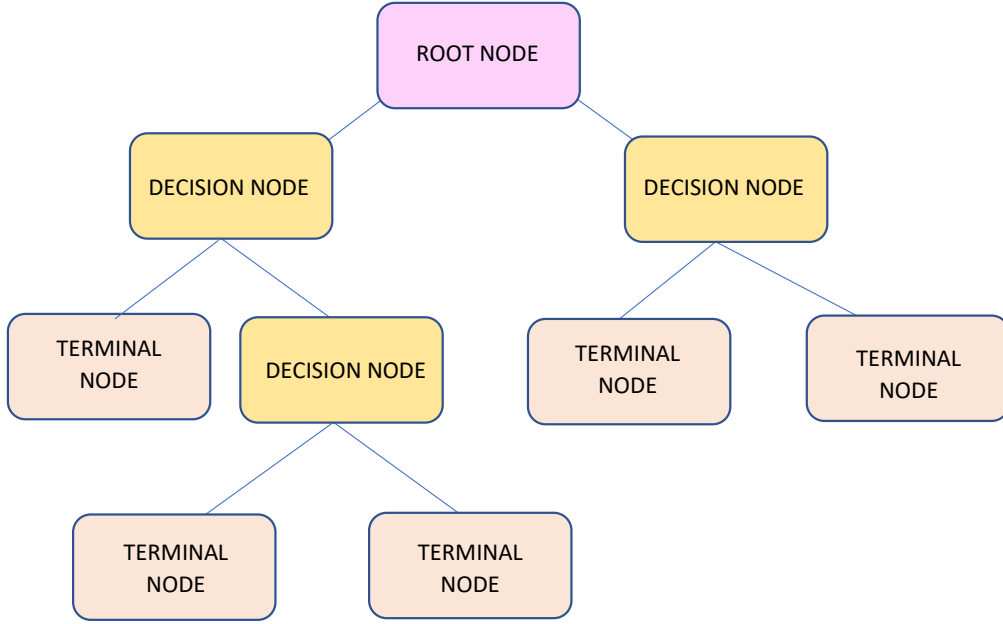 ROOT NODE
DECISION NODE
DECISION NODE
TERMINAL
NODE
DECISION NODE
TERMINAL
NODE
TERMINAL
NODE
TERMINAL
NODE
TERMINAL
NODE